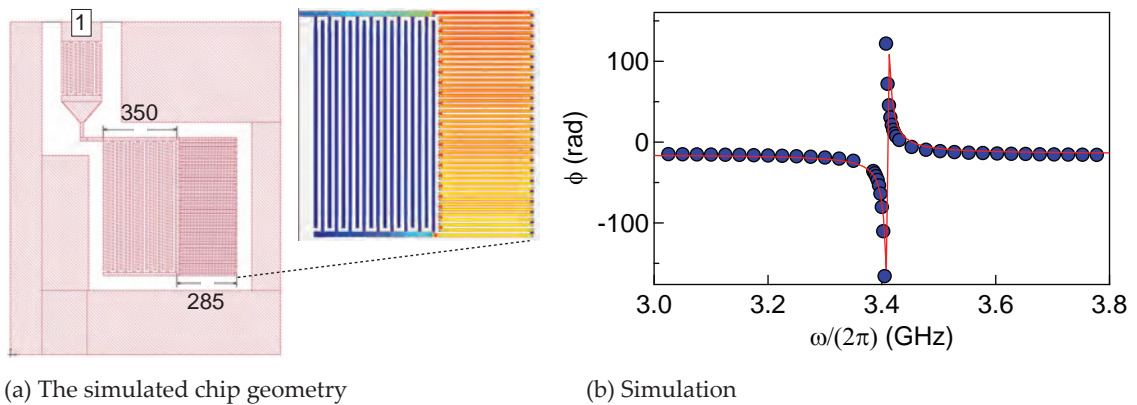 1
350
285
(a) The simulated chip geometry
100
0
-100
ϕ (rad)
3.0 3.2 3.4 3.6 3.8
ω/(2π) (GHz)
(b) Simulation